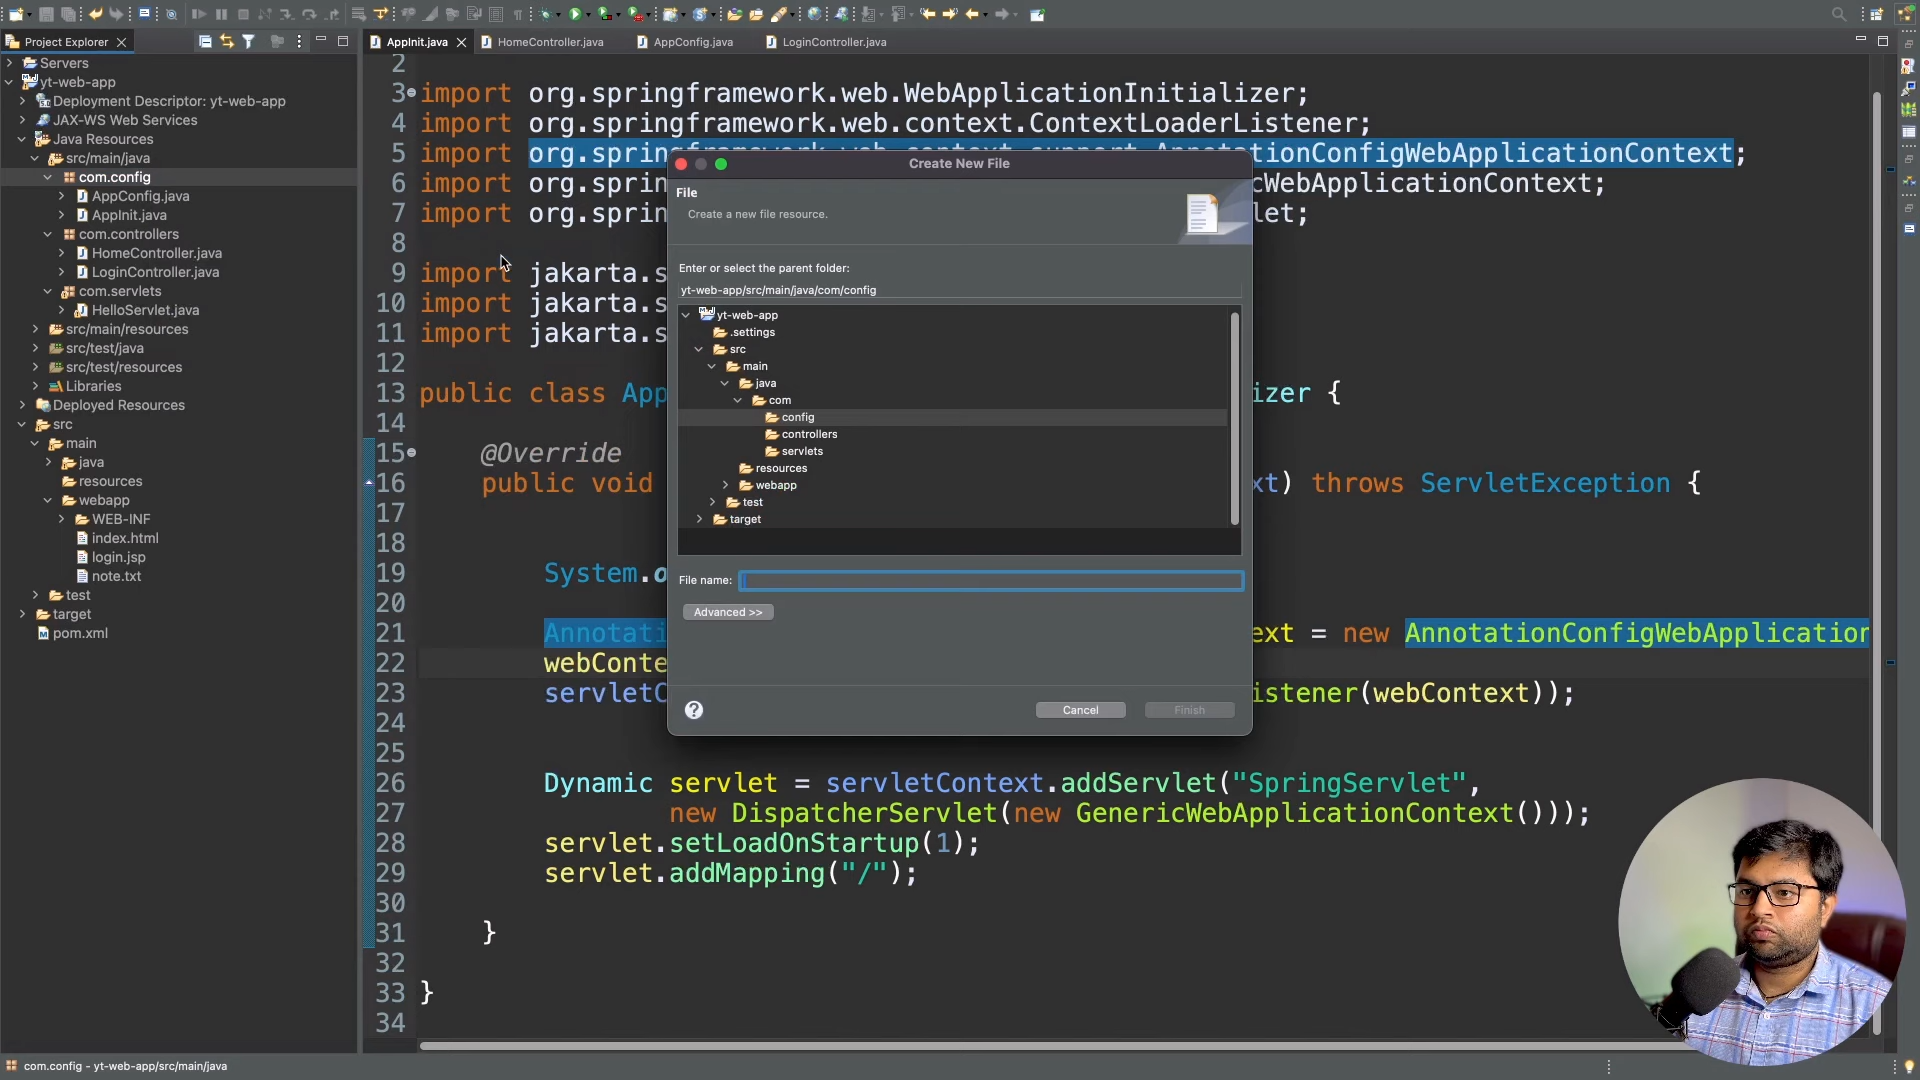 Project Explorer
Servers
yt-web-app
Deployment Descriptor: yt-web-app
JAX-WS Web Services
Java Resources
src/main/java
com.config
AppConfig.java
AppInit.java
com.controllers
HomeController.java
LoginController.java
com.servlets
HelloServlet.java
src/main/resources
src/test/java
src/test/resources
Libraries
Deployed Resources
src
main
java
resources
webapp
WEB-INF
index.html
login.jsp
note.txt
test
target
pom.xml
AppInit.java HomeController.java AppConfig.java LoginController.java
2
3 import org.springframework.web.WebApplicationInitializer;
4 import org.springframework.web.context.ContextLoaderListener;
5 import org.springframework.web.context.support.AnnotationConfigWebApplicationContext;
6 import org.sprin cWebApplicationContext;
7 import org.sprin let;
8
9 import jakarta.s
10 import jakarta.s
11 import jakarta.s
12
13 public class App izer {
14
15 @Override
16 public void xt) throws ServletException {
17
18
19 System.o
20
21 Annotati ext = new AnnotationConfigWebApplication
22 webConte
23 servletC istener(webContext));
24
25
26 Dynamic servlet = servletContext.addServlet("SpringServlet",
27 new DispatcherServlet(new GenericWebApplicationContext()));
28 servlet.setLoadOnStartup(1);
29 servlet.addMapping("/");
30
31 }
32
33 }
34
Create New File
File
Create a new file resource.
Enter or select the parent folder:
yt-web-app/src/main/java/com/config
yt-web-app
.settings
src
main
java
com
config
controllers
servlets
resources
webapp
test
target
File name:
Advanced >>
?
Cancel Finish
com.config - yt-web-app/src/main/java